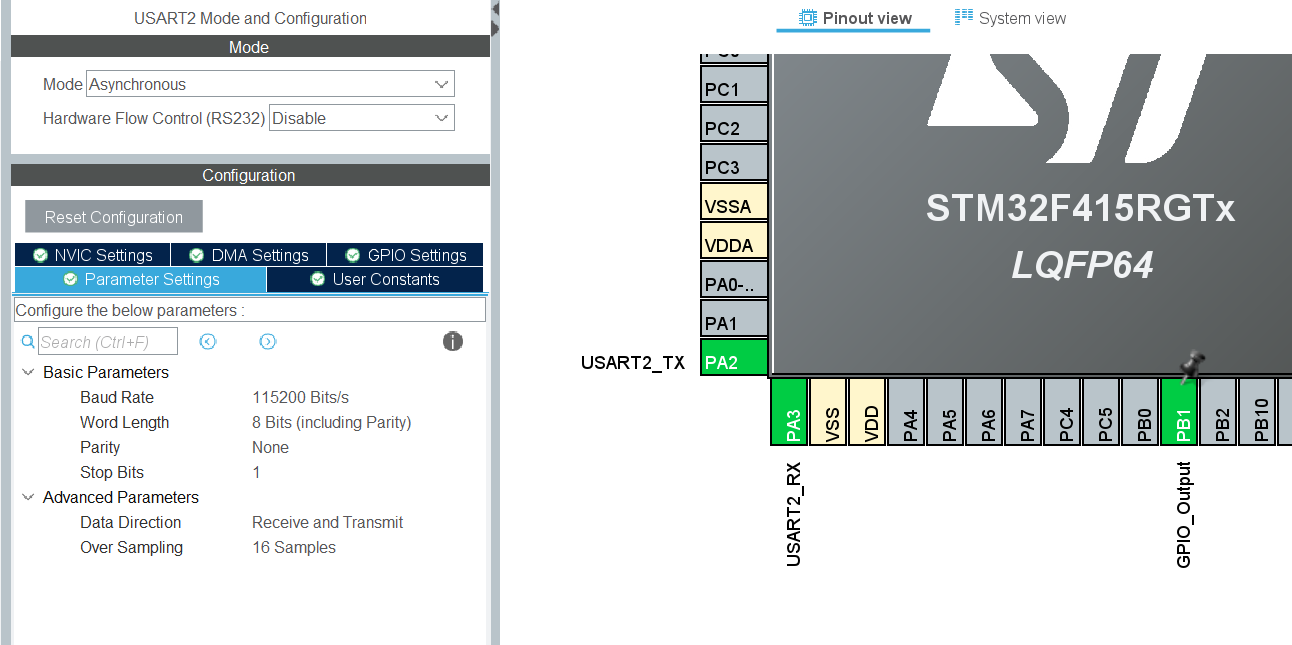 USART2 Mode and Configuration
Mode
Mode Asynchronous
Hardware Flow Control (RS232) Disable
Configuration
Reset Configuration
NVIC Settings DMA Settings GPIO Settings
Parameter Settings User Constants
Configure the below parameters :
Search (Ctrl+F)
Basic Parameters
Baud Rate 115200 Bits/s
Word Length 8 Bits (including Parity)
Parity None
Stop Bits 1
Advanced Parameters
Data Direction Receive and Transmit
Over Sampling 16 Samples
Pinout view System view
PC1
PC2
PC3
VSSA
VDDA
PA0-..
PA1
USART2_TX PA2
STM32F415RGTx
LQFP64
PA3 VSS VDD PA4 PA5 PA6 PA7 PC4 PC5 PB0 PB1 PB2 PB10
USART2_RX GPIO_Output